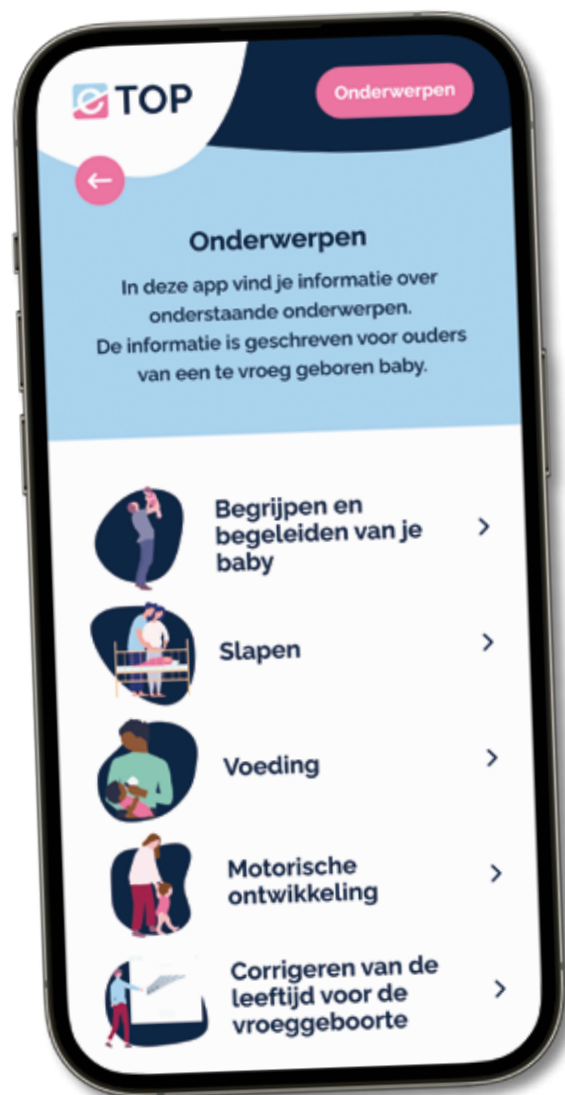 e TOP
Onderwerpen
Onderwerpen
In deze app vind je informatie over
onderstaande onderwerpen.
De informatie is geschreven voor ouders
van een te vroeg geboren baby.
Begrijpen en
begeleiden van je
baby
Slapen
Voeding
Motorische
ontwikkeling
Corrigeren van de
leeftijd voor de
vroeggeboorte